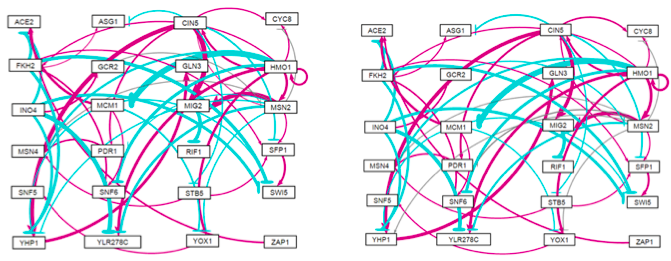 ACE2 ASG1 CIN5 CYC8
FKH2 GCR2 GLN3 HMO1
INO4 MCM1 MIG2 MSN2
MSN4 PDR1 RIF1 SFP1
SNF5 SNF6 STB5 SWI5
YHP1 YLR278C YOX1 ZAP1
ACE2 ASG1 CIN5 CYC8
FKH2 GCR2 GLN3 HMO1
INO4 MCM1 MIG2 MSN2
MSN4 PDR1 RIF1 SFP1
SNF5 SNF6 STB5 SWI5
YHP1 YLR278C YOX1 ZAP1